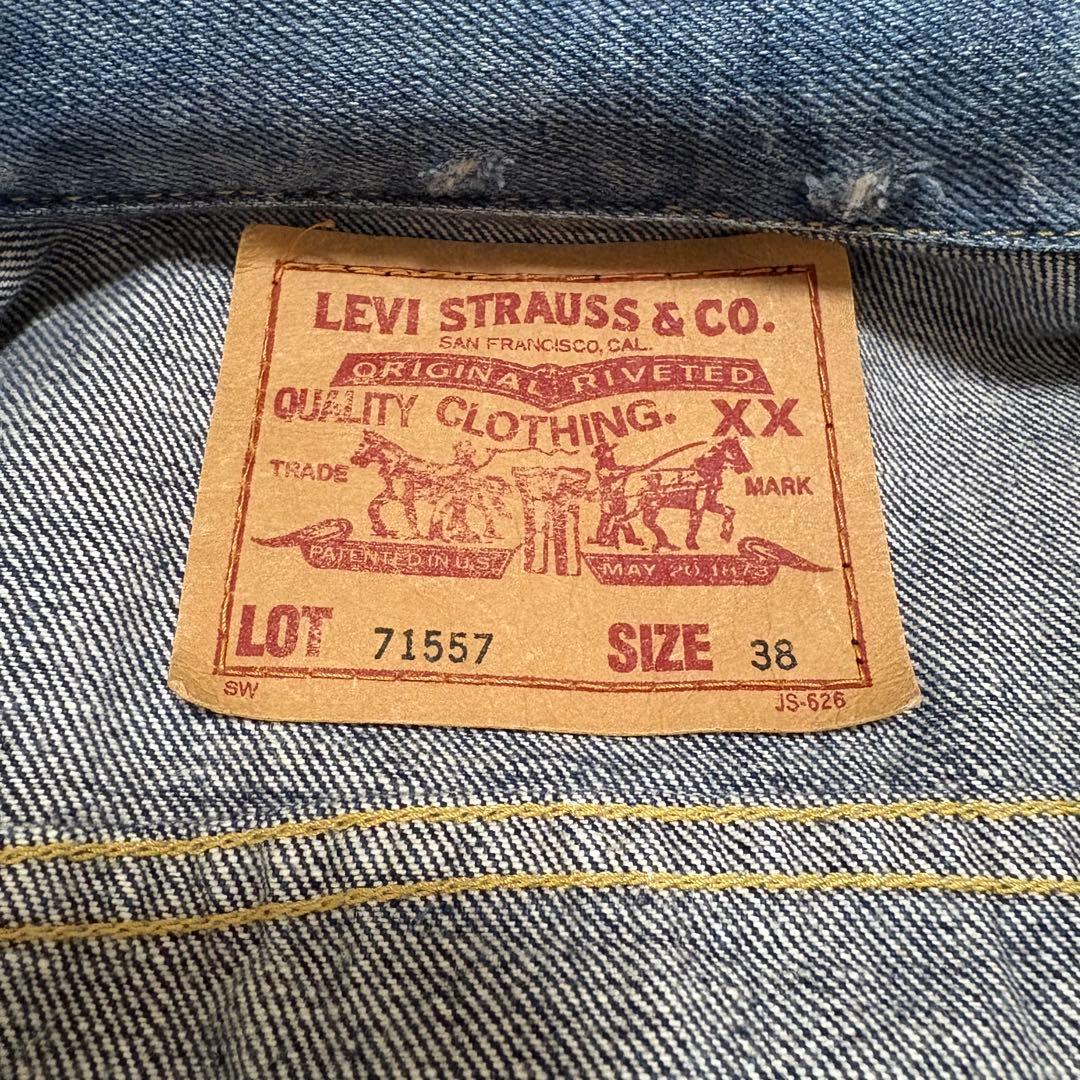 LEVI STRAUSS & CO.
SAN FRANCISCO, CAL.
ORIGINAL RIVETED
QUALITY CLOTHING. XX
TRADE MARK
PATENTED IN U.S.
MAY 20, 1873
LOT 71557 SIZE 38
SW JS-626